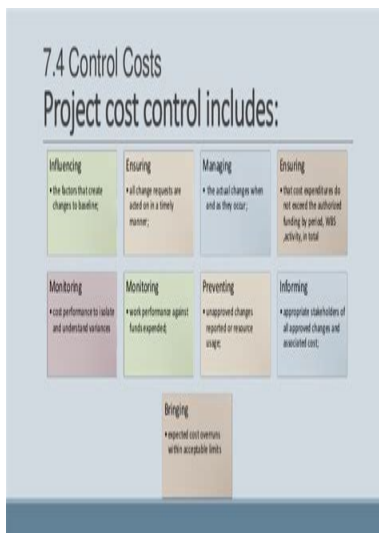 7.4 Control Costs
Project cost control includes:
Influencing
• the factors that create
changes to baseline;
Ensuring
• all change requests are
acted on in a timely
manner;
Managing
• the actual changes when
and as they occur;
Ensuring
• that cost expenditures do
not exceed the authorized
funding by period, WBS
,activity, in total
Monitoring
• cost performance to isolate
and understand variances
Monitoring
• work performance against
funds expended;
Preventing
• unapproved changes
reported or resource
usage;
Informing
• appropriate stakeholders of
all approved changes and
associated cost;
Bringing
• expected cost overruns
within acceptable limits